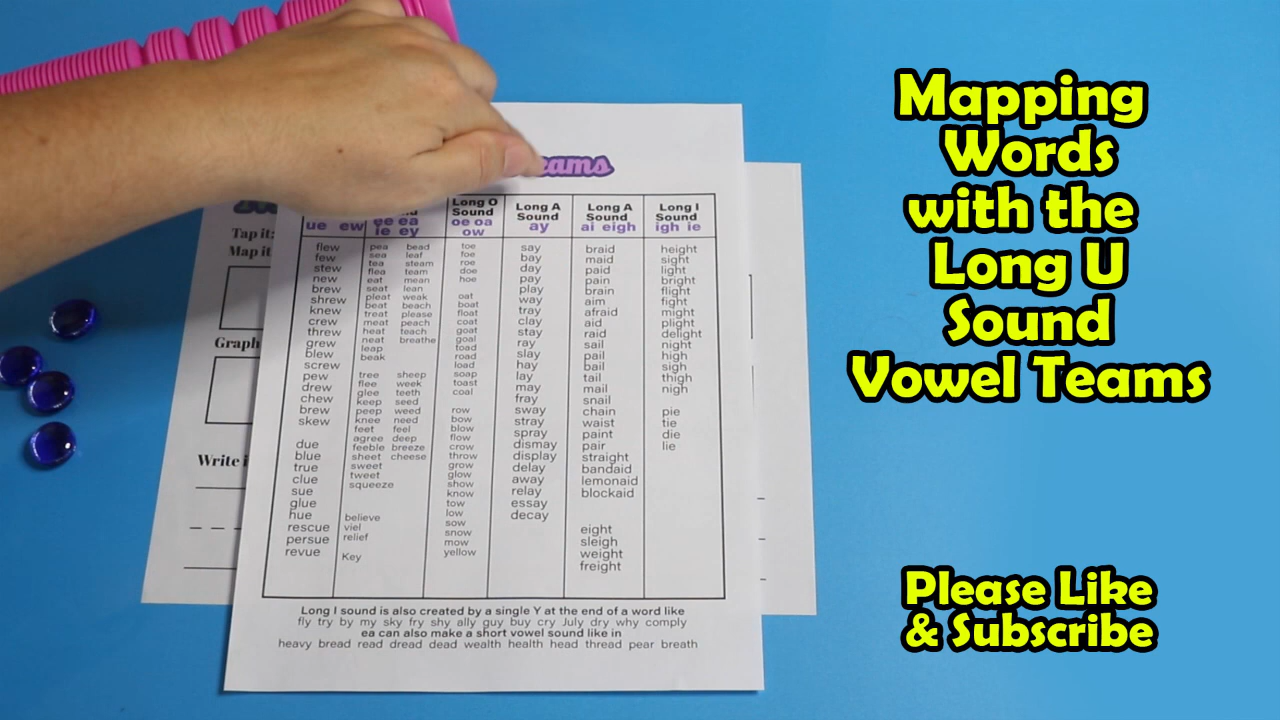 Mapping
Words
with the
Long U
Sound
Vowel Teams
Please Like
& Subscribe
Tap it:
Map it
Graph
Write i
eams
ue ew
ee ea
ie ey
Long O
Sound
oe oa
ow
Long A
Sound
ay
Long A
Sound
ai eigh
Long I
Sound
igh ie
flew
few
stew
new
brew
shrew
knew
crew
threw
grew
blew
screw
pew
drew
chew
brew
skew
due
blue
true
clue
sue
glue
hue
rescue
persue
revue
pea bead
sea leaf
tea steam
flea team
eat mean
seat lean
pleat weak
beat beach
treat please
meat peach
heat teach
neat breathe
leap
beak
tree sheep
flee week
glee teeth
keep seed
peep weed
knee need
feet feel
agree deep
feeble breeze
sheet cheese
sweet
tweet
squeeze
believe
viel
relief
Key
toe
foe
roe
doe
hoe
oat
boat
float
coat
goat
goal
toad
road
load
soap
toast
coal
row
bow
blow
flow
crow
throw
grow
glow
show
know
tow
low
sow
snow
mow
yellow
say
bay
day
pay
play
way
tray
clay
stay
ray
slay
hay
lay
may
fray
sway
stray
spray
dismay
display
delay
away
relay
essay
decay
braid
maid
paid
pain
brain
aim
afraid
aid
raid
sail
pail
bail
tail
mail
snail
chain
waist
paint
pair
straight
bandaid
lemonaid
blockaid
eight
sleigh
weight
freight
height
sight
light
bright
flight
fight
might
plight
delight
night
high
sigh
thigh
nigh
pie
tie
die
lie
Long I sound is also created by a single Y at the end of a word like
fly try by my sky fry shy ally guy buy cry July dry why comply
ea can also make a short vowel sound like in
heavy bread read dread dead wealth health head thread pear breath